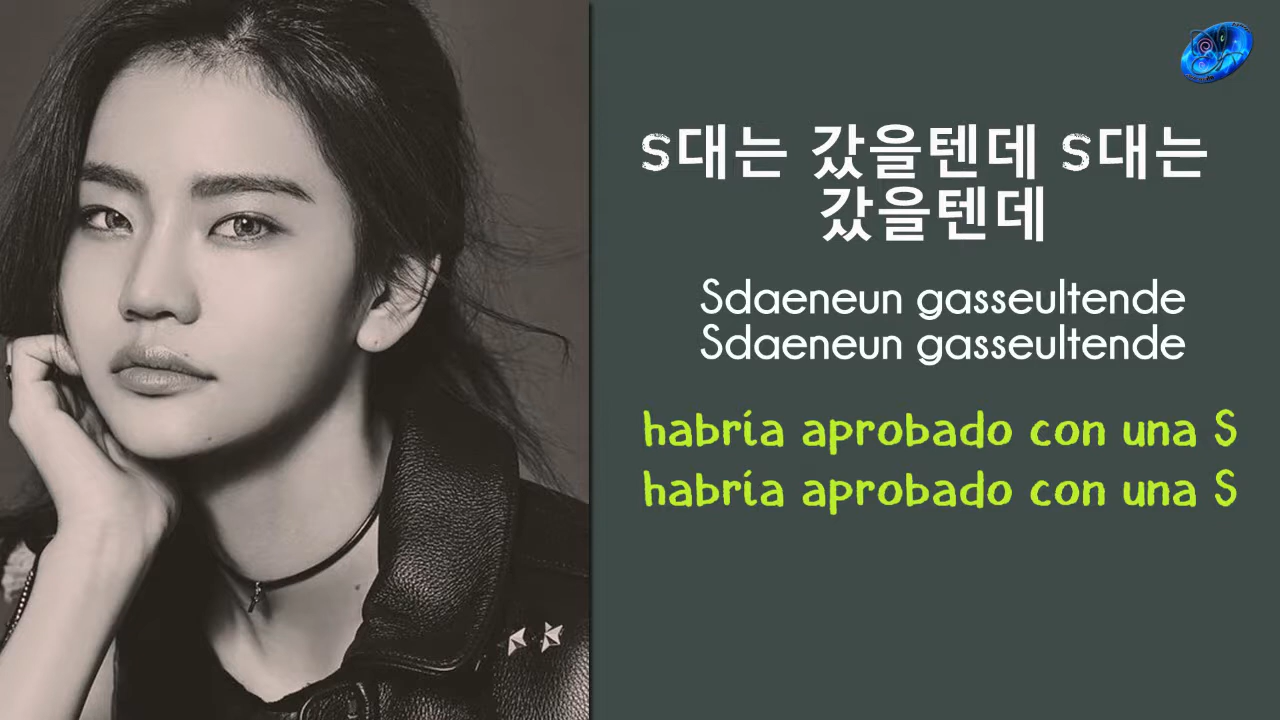 S대는 갔을텐데 S대는
갔을텐데
Sdaeneun gasseultende
Sdaeneun gasseultende
habría aprobado con una S
habría aprobado con una S